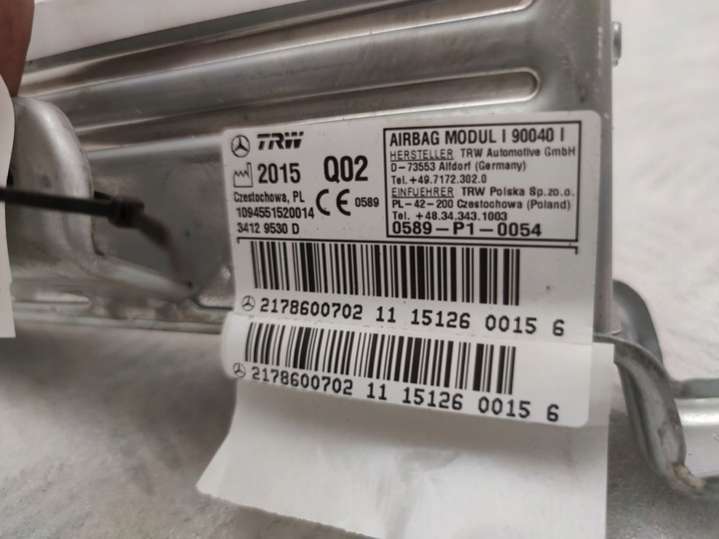 TRW
2015 Q02
Czestochowa, PL
1094551520014
CE 0589
3412 9530 D
AIRBAG MODUL I 90040 I
HERSTELLER TRW Automotive GmbH
D-73553 Alfdorf (Germany)
Tel. +49.7172.302.0
EINFUEHRER TRW Polska Sp.zo.o.
PL-42-200 Czestochowa (Poland)
Tel. +48.34.343.1003
0589-P1-0054
2178600702 11 15126 0015 6
2178600702 11 15126 0015 6